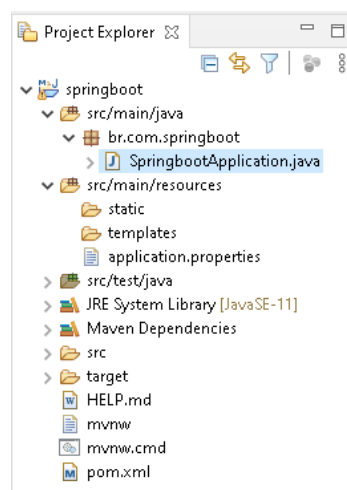 Project Explorer
springboot
src/main/java
br.com.springboot
SpringbootApplication.java
src/main/resources
static
templates
application.properties
src/test/java
JRE System Library [JavaSE-11]
Maven Dependencies
src
target
HELP.md
mvnw
mvnw.cmd
pom.xml